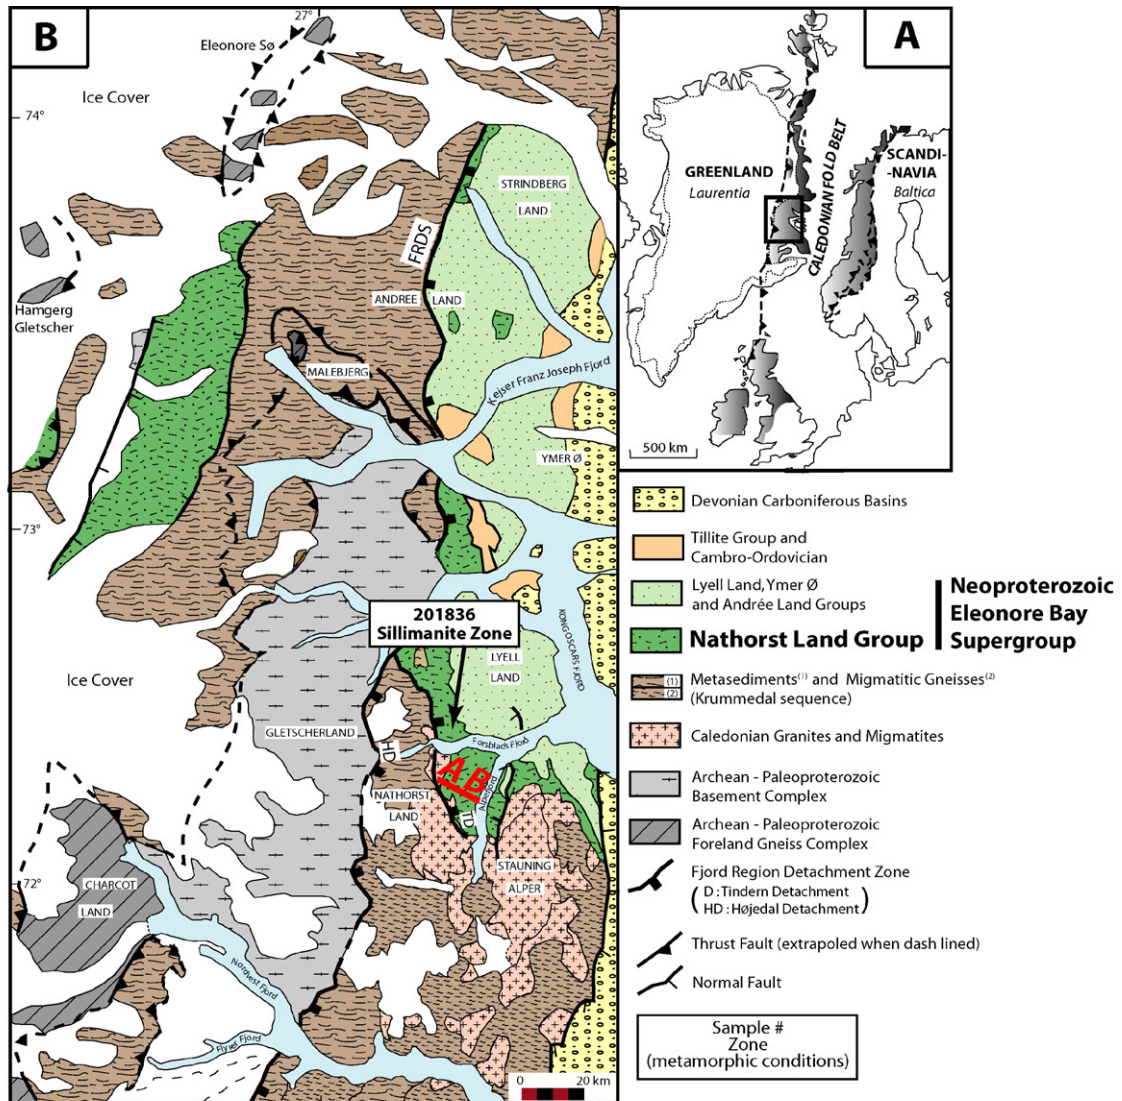 B
27°
Eleonore Sø
Ice Cover
74°
STRINDBERG
LAND
FRDS
ANDREE LAND
Hamgerg
Gletscher
MALEBJERG
Kejser Franz Joseph Fjord
YMER Ø
73°
201836
Sillimanite Zone
KONG OSCARS FJORD
LYELL
LAND
Ice Cover
GLETSCHERLAND
Forsblads Fjord
HD
A B
Alpefjord
NATHORST
LAND
TD
STAUNING
ALPER
72°
CHARCOT
LAND
Nordvest Fjord
Flyver Fjord
0 20 km
A
GREENLAND
Laurentia
CALEDONIAN FOLD BELT
SCANDI-
-NAVIA
Baltica
500 km
Devonian Carboniferous Basins
Tillite Group and
Cambro-Ordovician
Lyell Land, Ymer Ø
and Andrée Land Groups
Nathorst Land Group
Neoproterozoic
Eleonore Bay
Supergroup
(1)
(2)
Metasediments(1) and Migmatitic Gneisses(2)
(Krummedal sequence)
Caledonian Granites and Migmatites
Archean - Paleoproterozoic
Basement Complex
Archean - Paleoproterozoic
Foreland Gneiss Complex
Fjord Region Detachment Zone
( D : Tindern Detachment
HD : Højedal Detachment )
Thrust Fault (extrapoled when dash lined)
Normal Fault
Sample #
Zone
(metamorphic conditions)